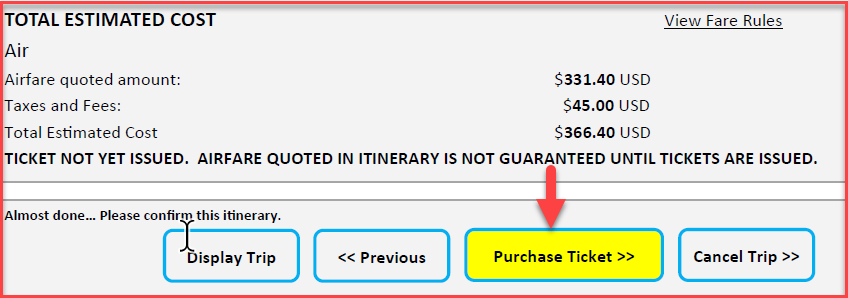 TOTAL ESTIMATED COST View Fare Rules
Air
Airfare quoted amount: $331.40 USD
Taxes and Fees: $45.00 USD
Total Estimated Cost $366.40 USD
TICKET NOT YET ISSUED. AIRFARE QUOTED IN ITINERARY IS NOT GUARANTEED UNTIL TICKETS ARE ISSUED.
Almost done... Please confirm this itinerary.
Display Trip << Previous Purchase Ticket >> Cancel Trip >>